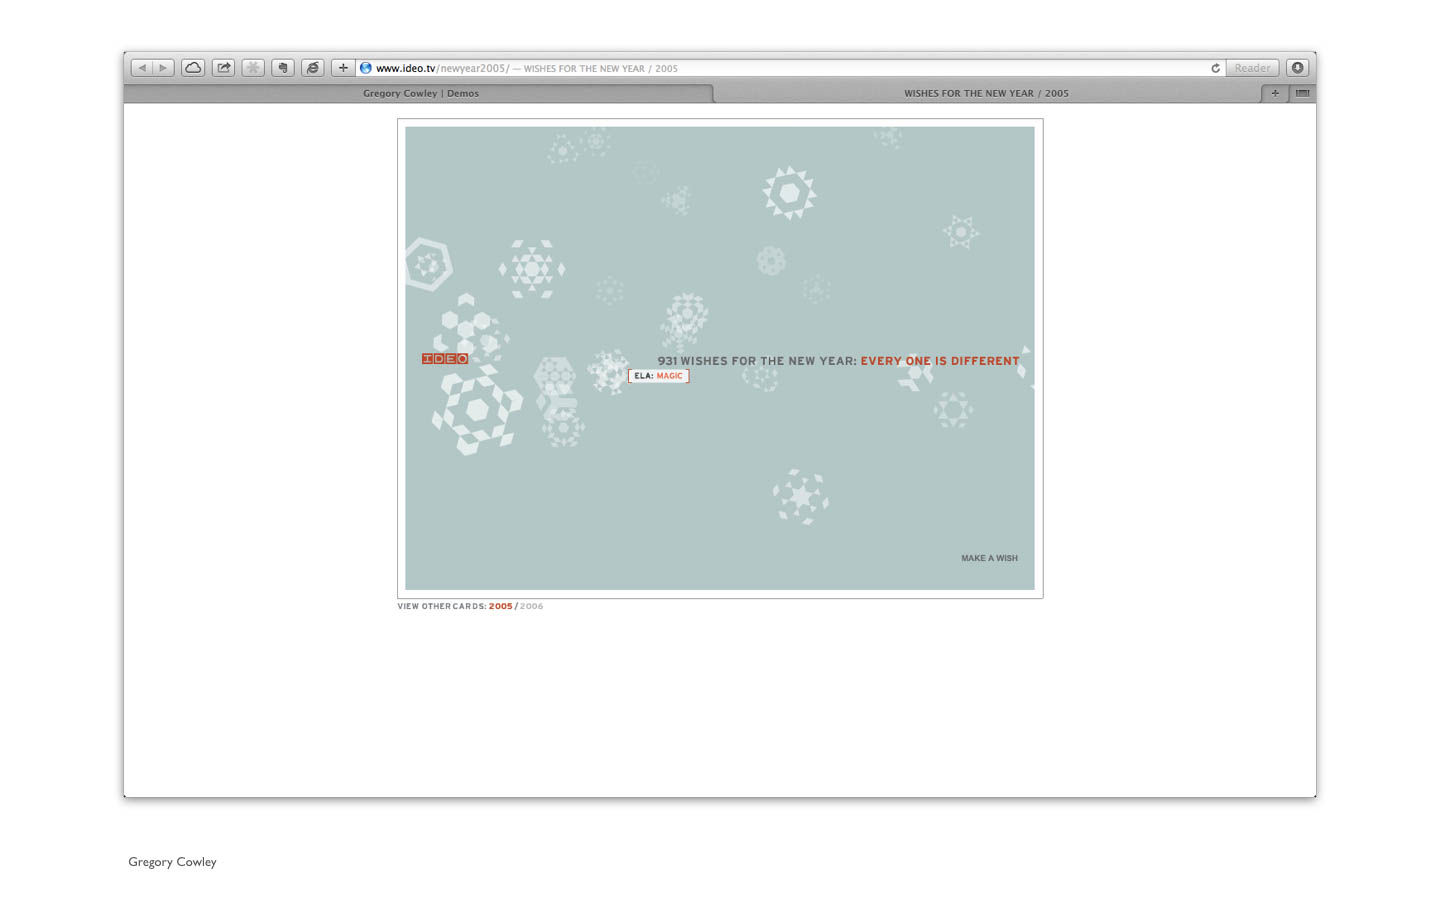 www.ideo.tv/newyear2005/ — WISHES FOR THE NEW YEAR / 2005
Reader
Gregory Cowley | Demos
WISHES FOR THE NEW YEAR / 2005
IDEO
931 WISHES FOR THE NEW YEAR: EVERY ONE IS DIFFERENT
ELA: MAGIC
MAKE A WISH
VIEW OTHER CARDS: 2005 / 2006
Gregory Cowley